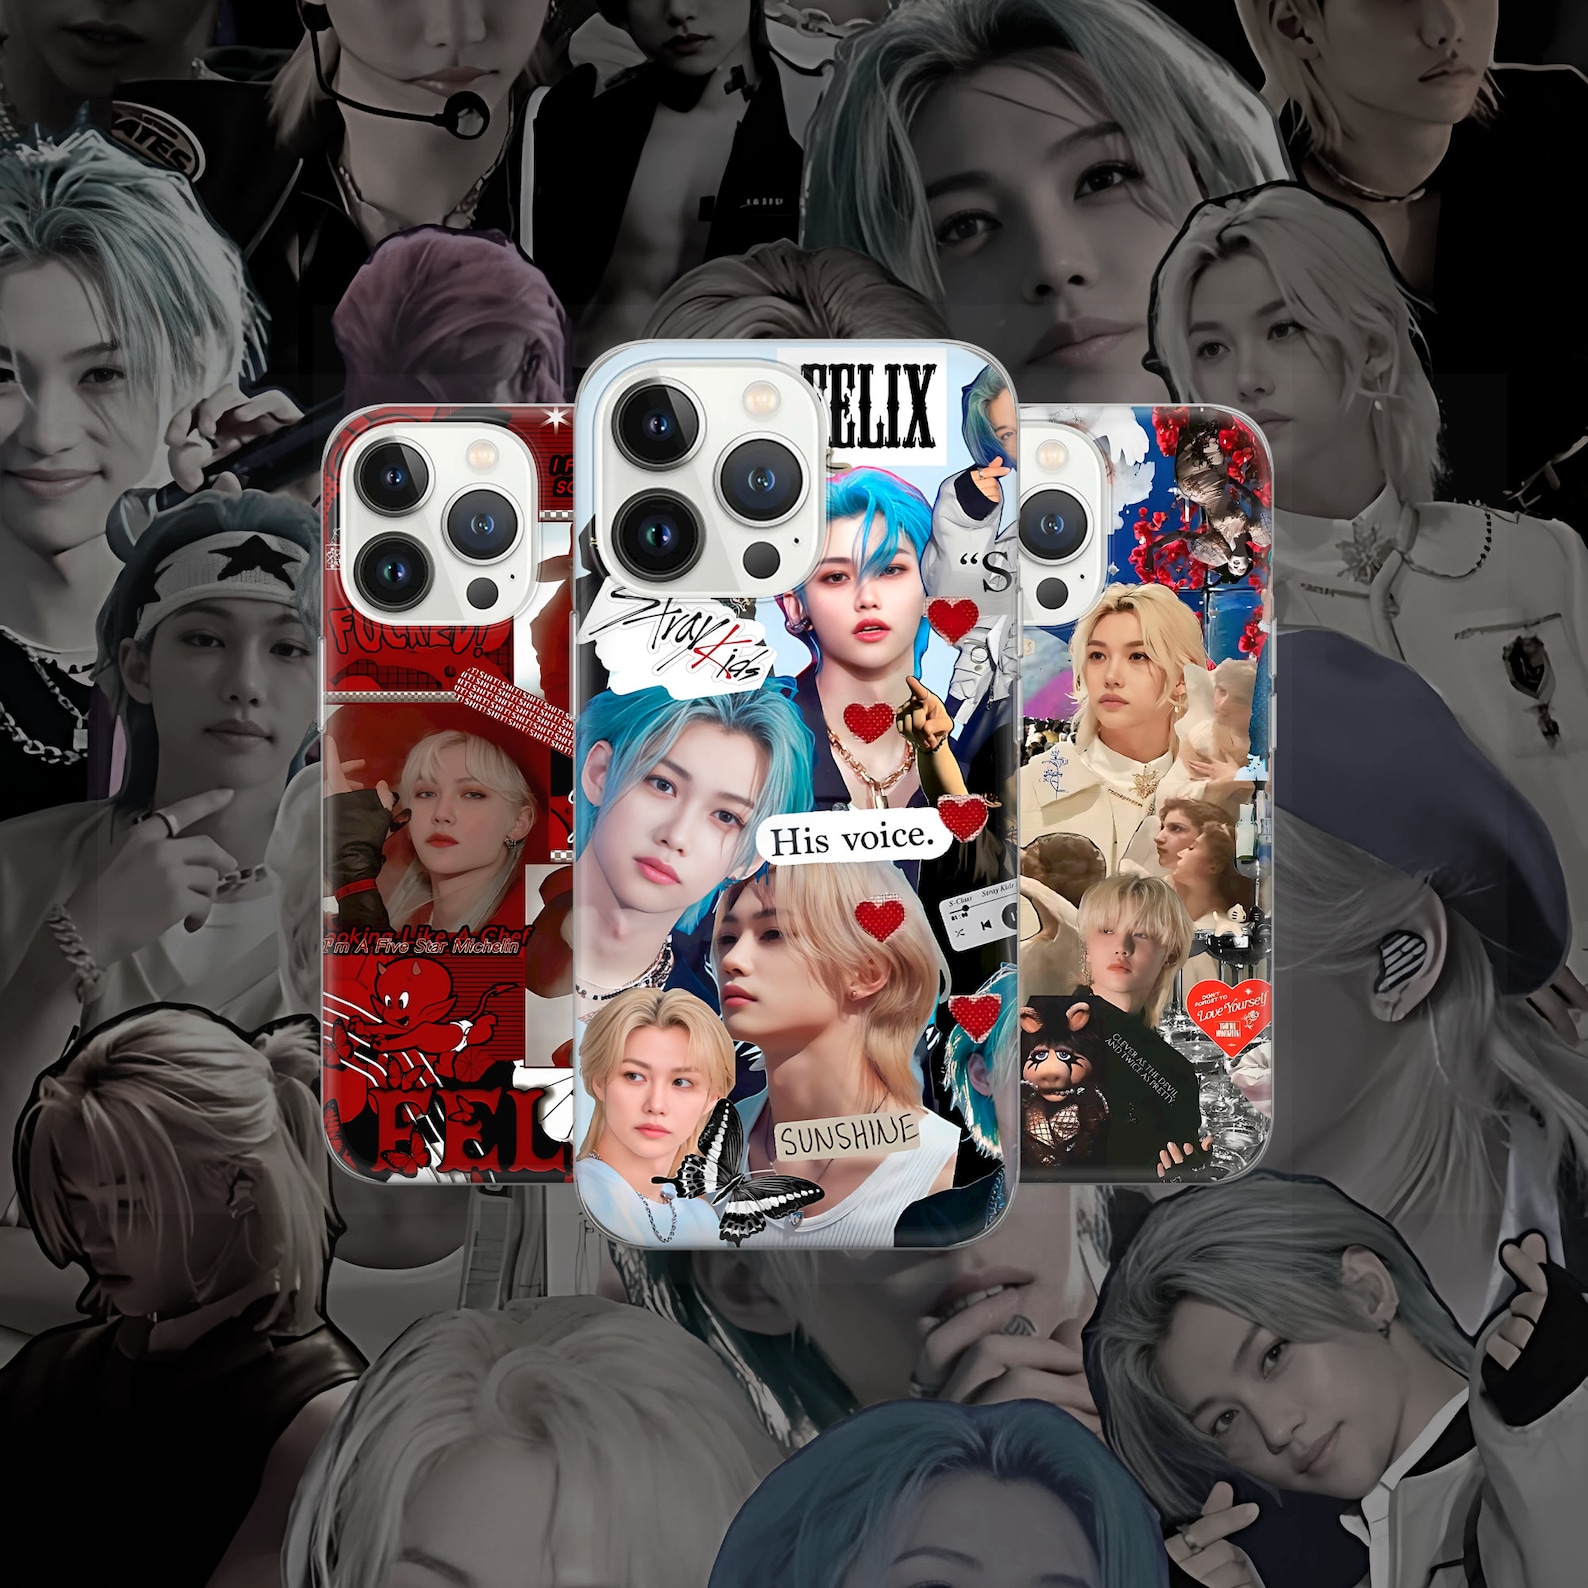 FELIX
"S
Stray Kids
His voice.
S-Class
Stray Kids
SUNSHINE
FUCKED!
SHIT! SHIT! SHIT! SHIT!
Cooking Like A Chef
I'm A Five Star Michelin
FEL
DON'T
FORGET TO
Love Yourself
CLEVER AS THE DEVIL
AND TWICE AS PRETTY